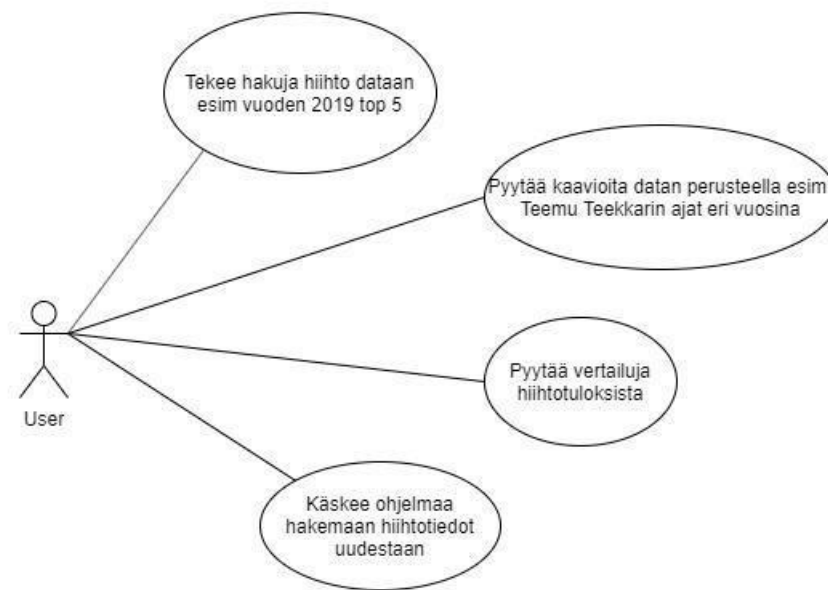 Tekee hakuja hiihto dataan
esim vuoden 2019 top 5
Pyytää kaavioita datan perusteella esim
Teemu Teekkarin ajat eri vuosina
Pyytää vertailuja
hiihtotuloksista
User
Käskee ohjelmaa
hakemaan hiihtotiedot
uudestaan